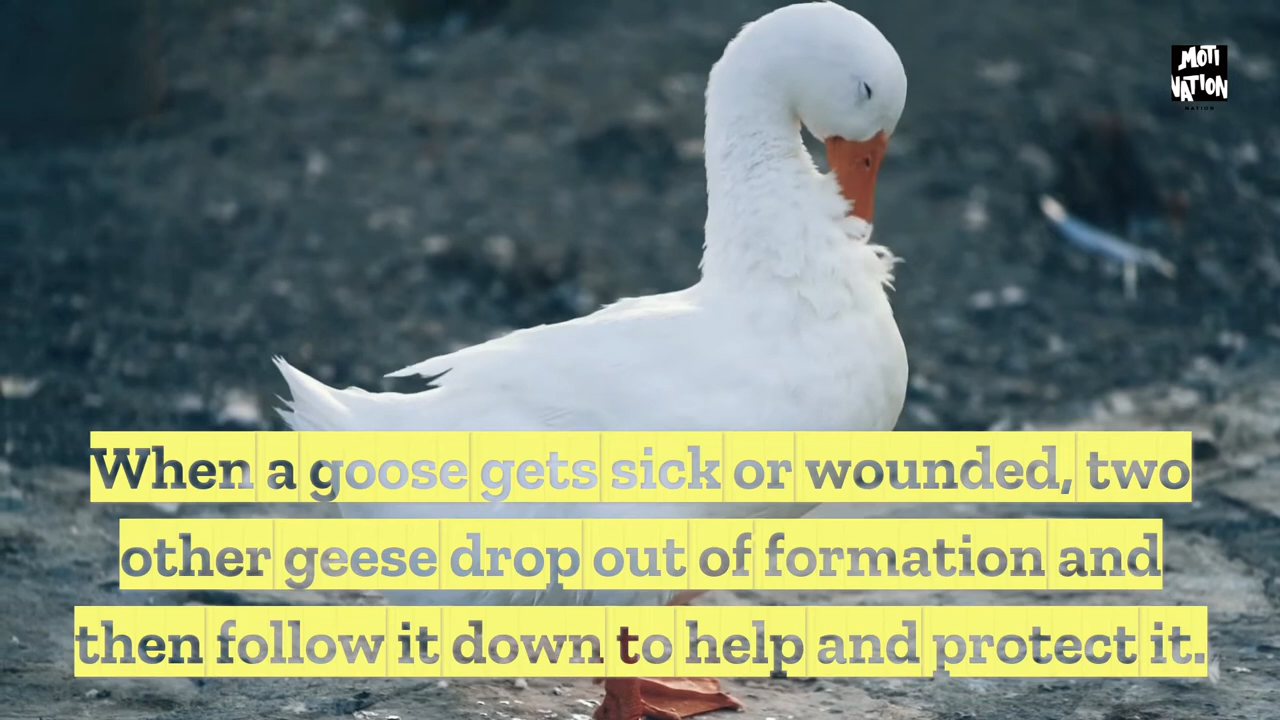 MOTI
VATION
NATION
When a goose gets sick or wounded, two
other geese drop out of formation and
then follow it down to help and protect it.